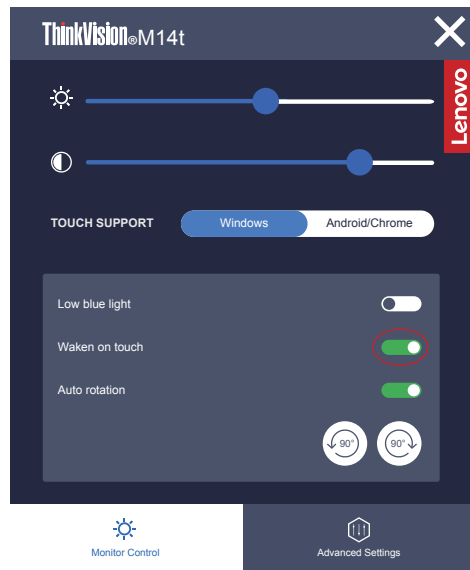 ThinkVision®M14t
Lenovo
TOUCH SUPPORT Windows Android/Chrome
Low blue light
Waken on touch
Auto rotation
90° 90°
Monitor Control Advanced Settings